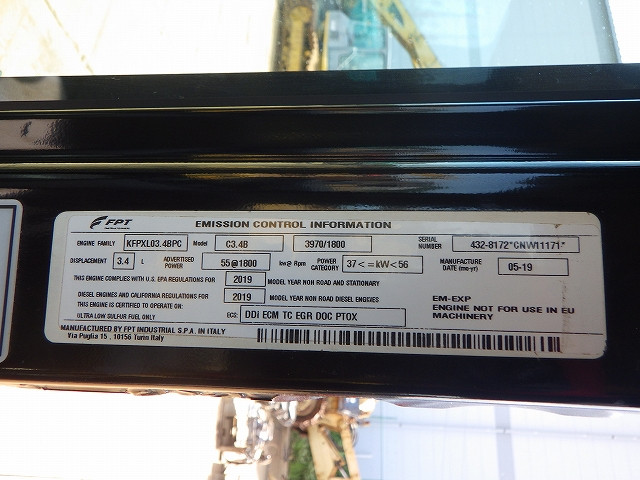 FPT
EMISSION CONTROL INFORMATION
ENGINE FAMILY KFPXL03.4BPC Model C3.4B 3970/1800 SERIAL NUMBER 432-8172*CNW11171*
DISPLACEMENT 3.4 L ADVERTISED POWER 55@1800 kw@ Rpm POWER CATEGORY 37<=kW<56 MANUFACTURE DATE (mo-yr) 05-19
THIS ENGINE COMPLIES WITH U.S. EPA REGULATIONS FOR 2019 MODEL YEAR NON ROAD AND STATIONARY
DIESEL ENGINES AND CALIFORNIA REGULATIONS FOR 2019 MODEL YEAR NON ROAD DIESEL ENGGIES
THIS ENGINE IS CERTIFIED TO OPERATE ON:
ULTRA LOW SULFUR FUEL ONLY ECS: DDI ECM TC EGR DOC PTOX
EM-EXP
ENGINE NOT FOR USE IN EU
MACHINERY
MANUFACTURED BY FPT INDUSTRIAL S.P.A. IN ITALY
Via Puglia 15 , 10156 Turin Italy